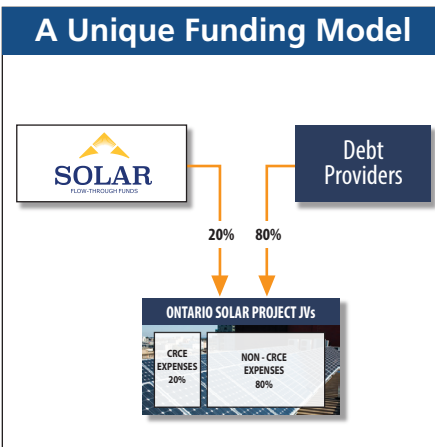 A Unique Funding Model
SOLAR
FLOW-THROUGH FUNDS
Debt
Providers
20%
80%
ONTARIO SOLAR PROJECT JVs
CRCE
EXPENSES
20%
NON - CRCE
EXPENSES
80%